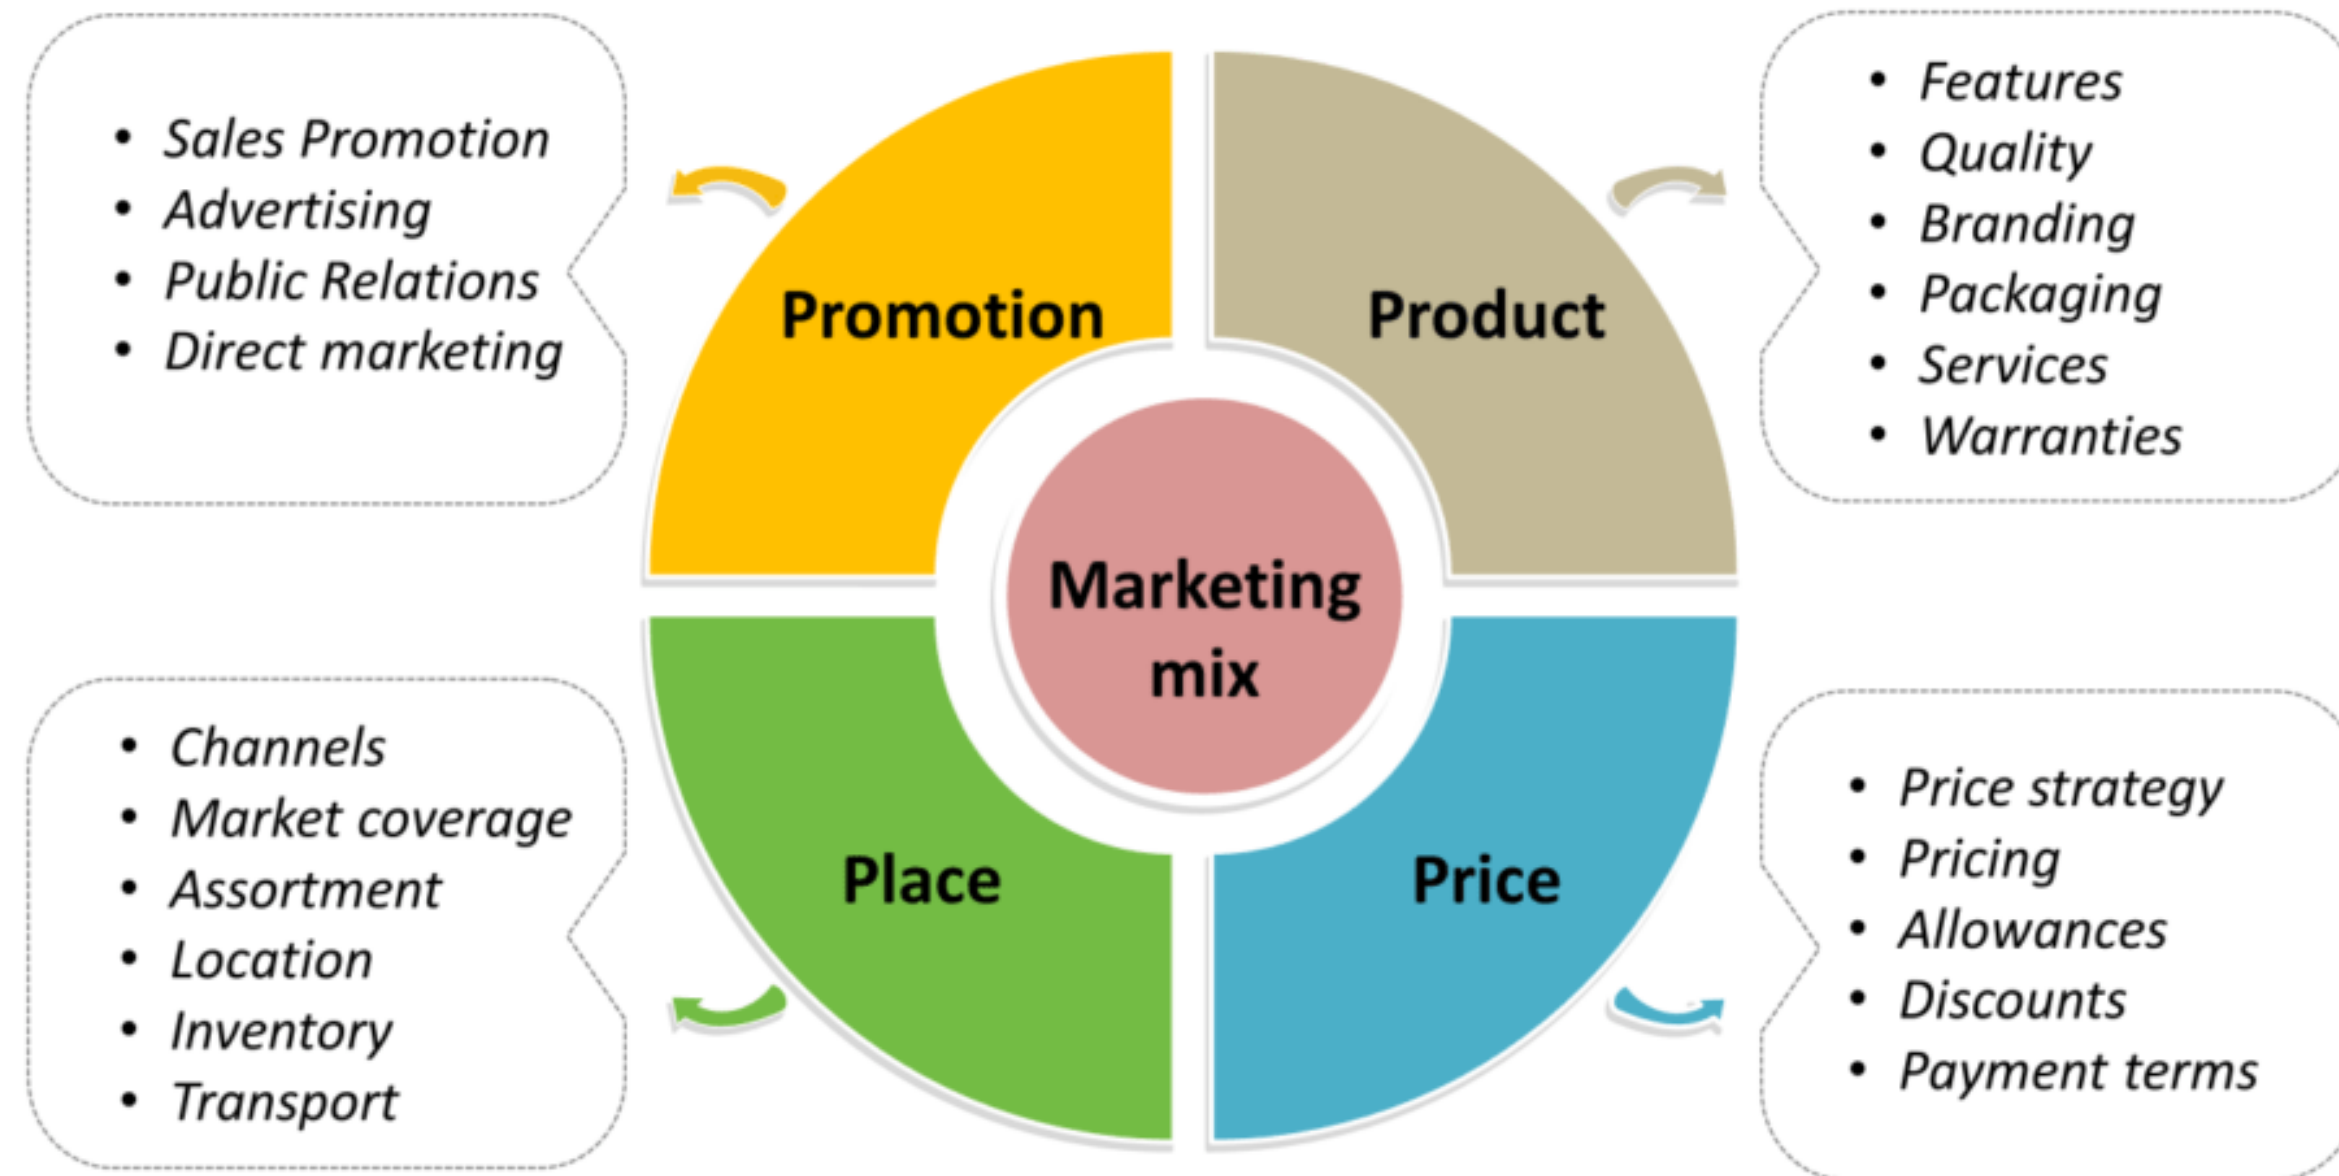 • Sales Promotion
• Advertising
• Public Relations
• Direct marketing
Promotion
Product
• Features
• Quality
• Branding
• Packaging
• Services
• Warranties
Marketing
mix
• Channels
• Market coverage
• Assortment
• Location
• Inventory
• Transport
Place
Price
• Price strategy
• Pricing
• Allowances
• Discounts
• Payment terms